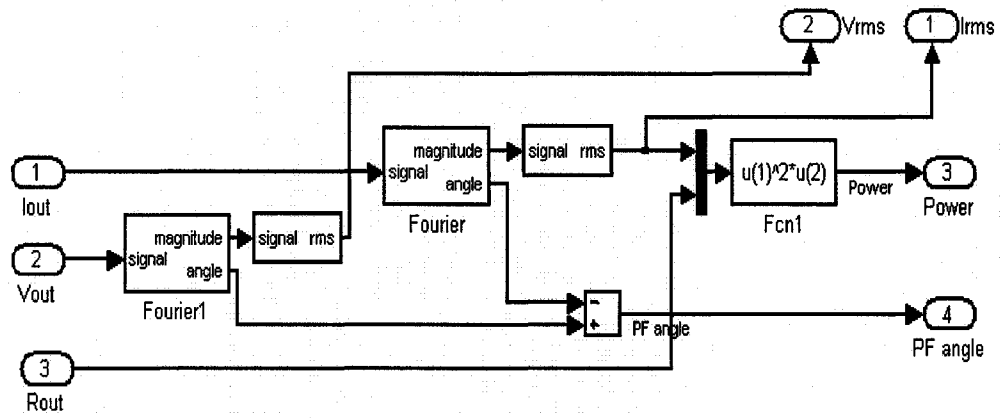 2 Vrms
1 Irms
1
Iout
signal magnitude angle
Fourier
signal rms
u(1)^2*u(2)
Fcn1
Power
3
Power
2
Vout
signal magnitude angle
Fourier1
signal rms
-
+
PF angle
4
PF angle
3
Rout